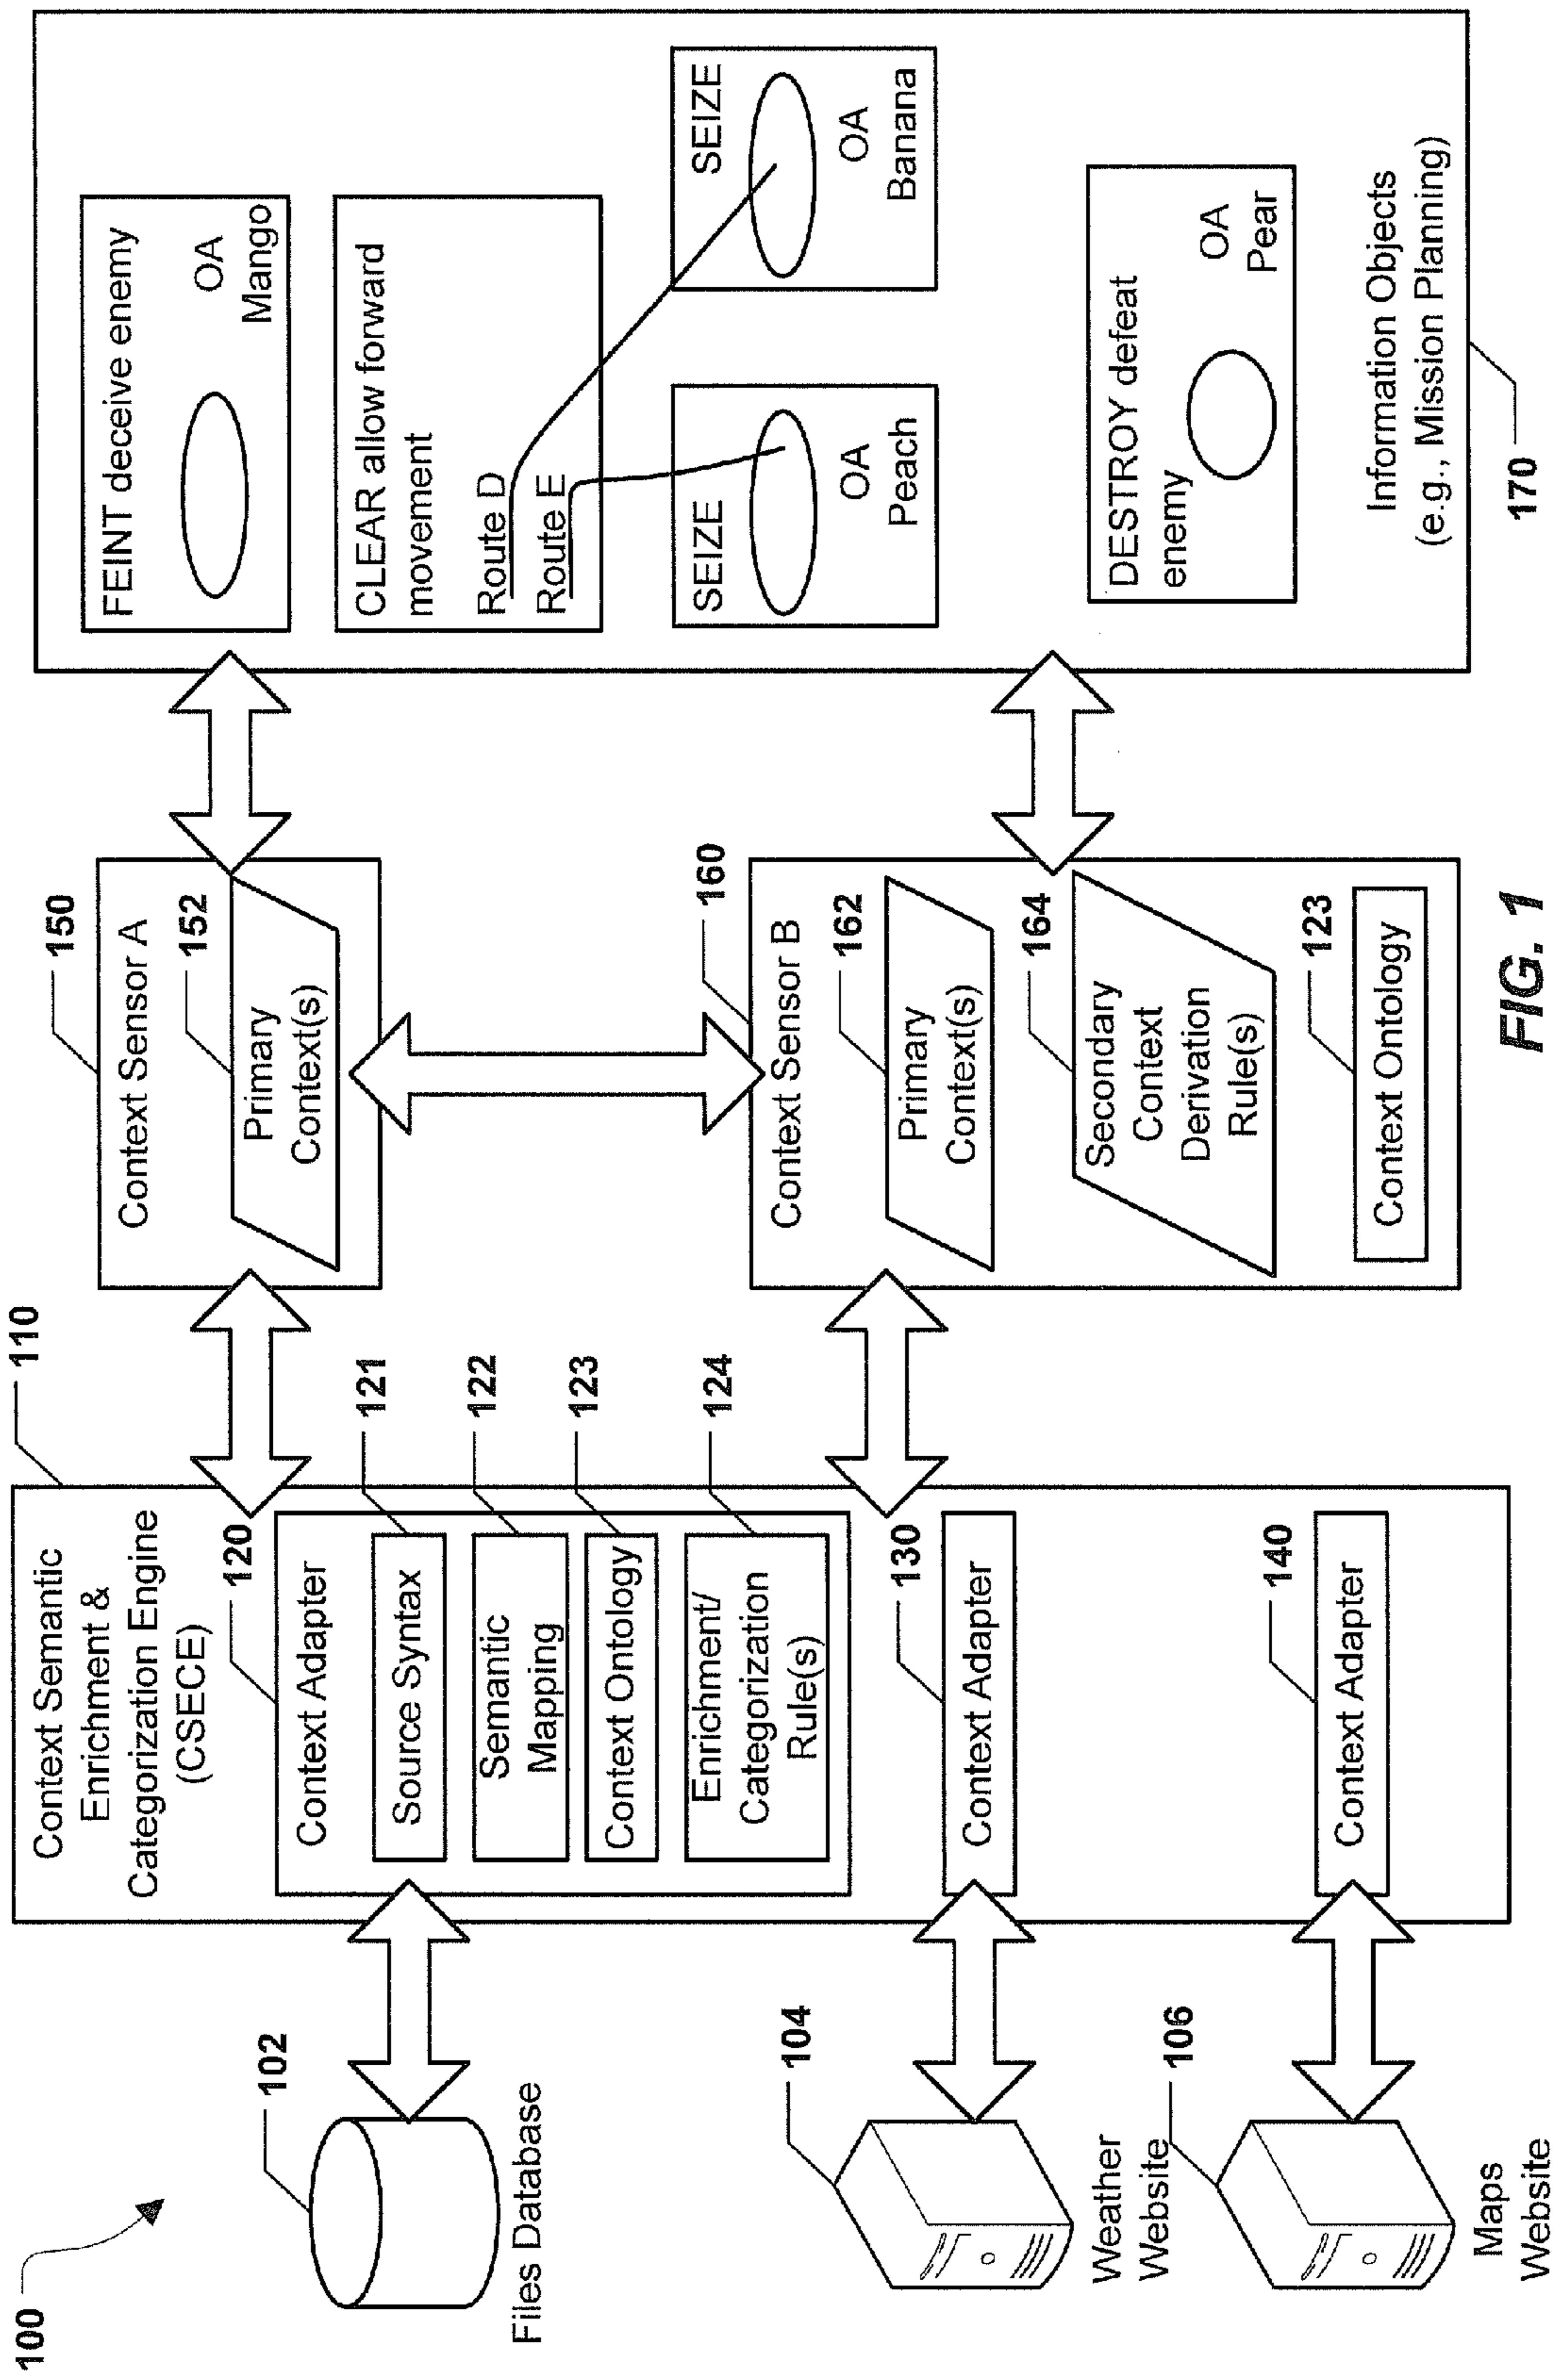 100
102
Files Database
104
Weather
Website
106
Maps
Website
110
Context Semantic
Enrichment &
Categorization Engine
(CSECE)
120
Context Adapter
121
Source Syntax
122
Semantic
Mapping
123
Context Ontology
124
Enrichment/
Categorization
Rule(s)
130
Context Adapter
140
Context Adapter
150
Context Sensor A
152
Primary
Context(s)
160
Context Sensor B
162
Primary
Context(s)
164
Secondary
Context
Derivation
Rule(s)
123
Context Ontology
FEINT deceive enemy
OA
Mango
CLEAR allow forward
movement
Route D
Route E
SEIZE
OA
Peach
SEIZE
OA
Banana
DESTROY defeat
enemy
OA
Pear
Information Objects
(e.g., Mission Planning)
170
FIG. 1